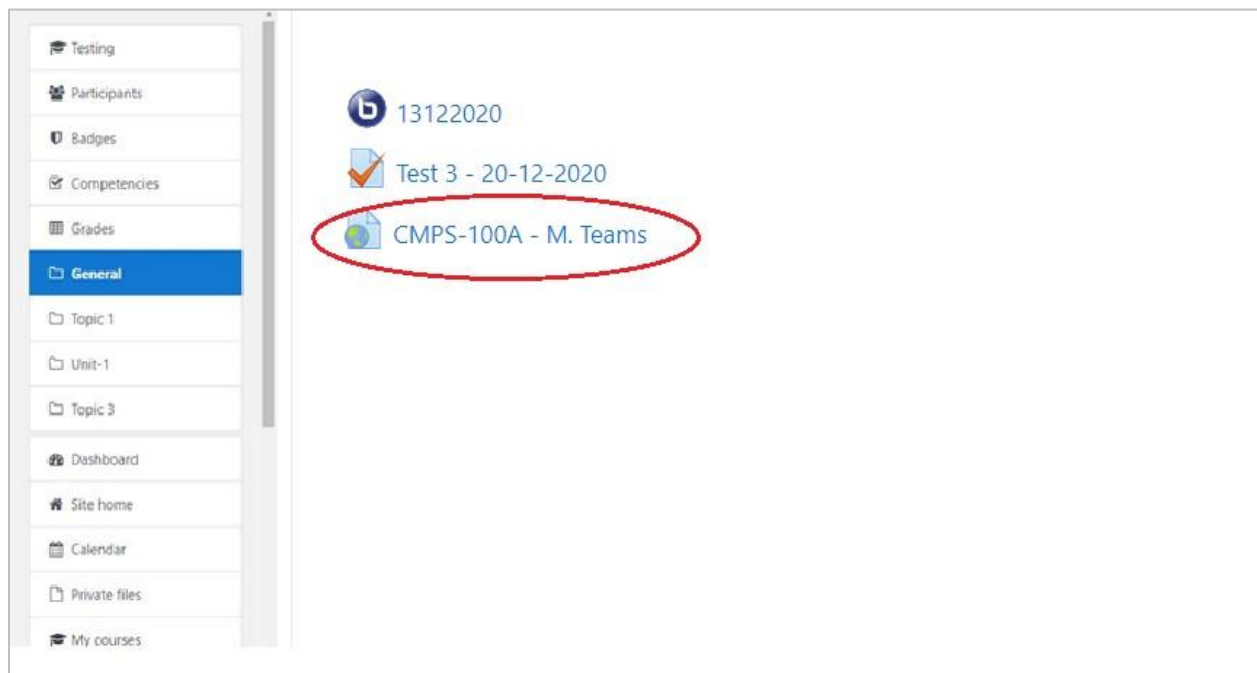 Testing
Participants
Badges
Competencies
Grades
General
Topic 1
Unit-1
Topic 3
Dashboard
Site home
Calendar
Private files
My courses
b 13122020
Test 3 - 20-12-2020
CMPS-100A - M. Teams